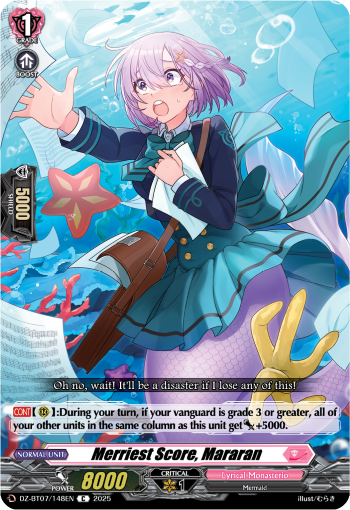 1
GRADE
BOOST
5000
SHIELD
Oh no, wait! It'll be a disaster if I lose any of this!
CONT【 】:During your turn, if your vanguard is grade 3 or greater, all of
your other units in the same column as this unit get +5000.
NORMAL UNIT
Merriest Score, Mararan
POWER
8000
CRITICAL
1
Lyrical Monasterio
Mermaid
DZ-BT07/148EN C 2025
illust/むらき